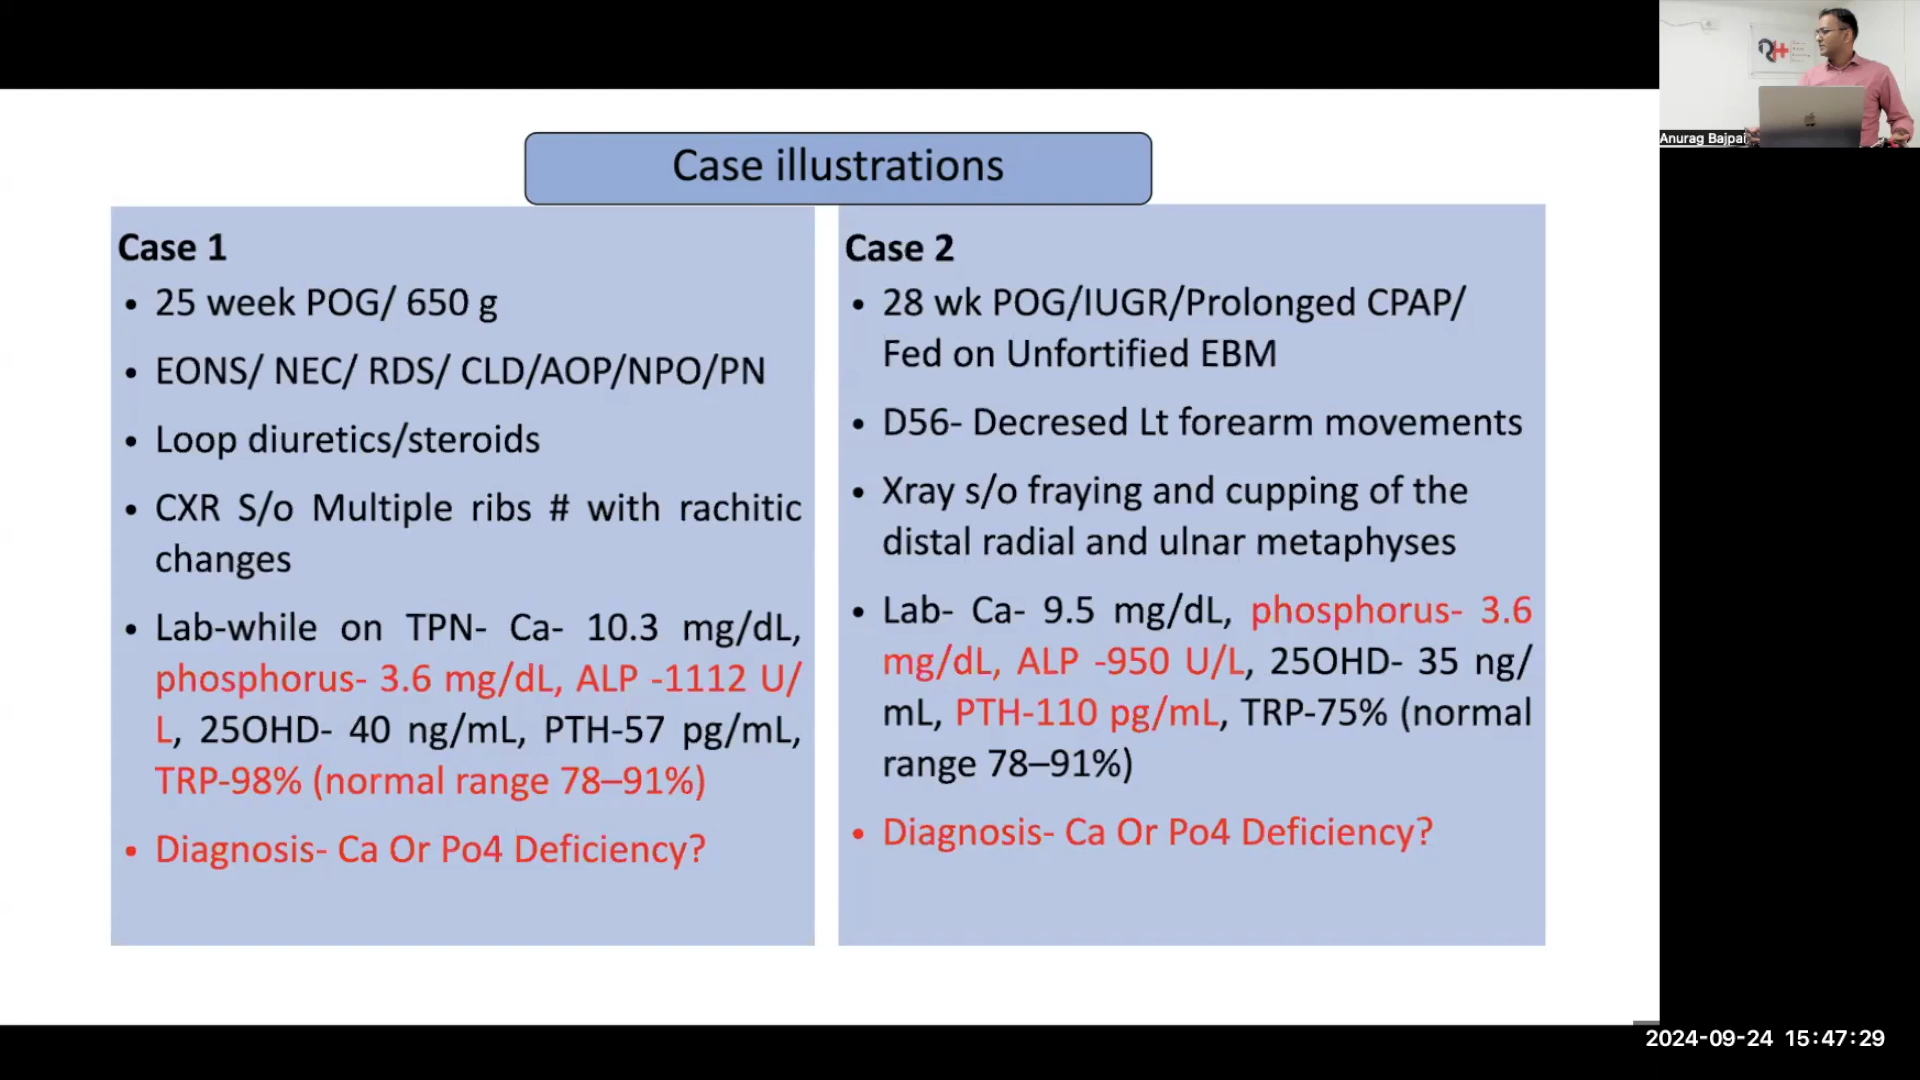 Anurag Bajpai
Case illustrations
Case 1
• 25 week POG/ 650 g
• EONS/ NEC/ RDS/ CLD/AOP/NPO/PN
• Loop diuretics/steroids
• CXR S/o Multiple ribs # with rachitic
changes
• Lab-while on TPN- Ca- 10.3 mg/dL,
phosphorus- 3.6 mg/dL, ALP -1112 U/
L, 25OHD- 40 ng/mL, PTH-57 pg/mL,
TRP-98% (normal range 78–91%)
• Diagnosis- Ca Or Po4 Deficiency?
Case 2
• 28 wk POG/IUGR/Prolonged CPAP/
Fed on Unfortified EBM
• D56- Decresed Lt forearm movements
• Xray s/o fraying and cupping of the
distal radial and ulnar metaphyses
• Lab- Ca- 9.5 mg/dL, phosphorus- 3.6
mg/dL, ALP -950 U/L, 25OHD- 35 ng/
mL, PTH-110 pg/mL, TRP-75% (normal
range 78–91%)
• Diagnosis- Ca Or Po4 Deficiency?
2024-09-24 15:47:29